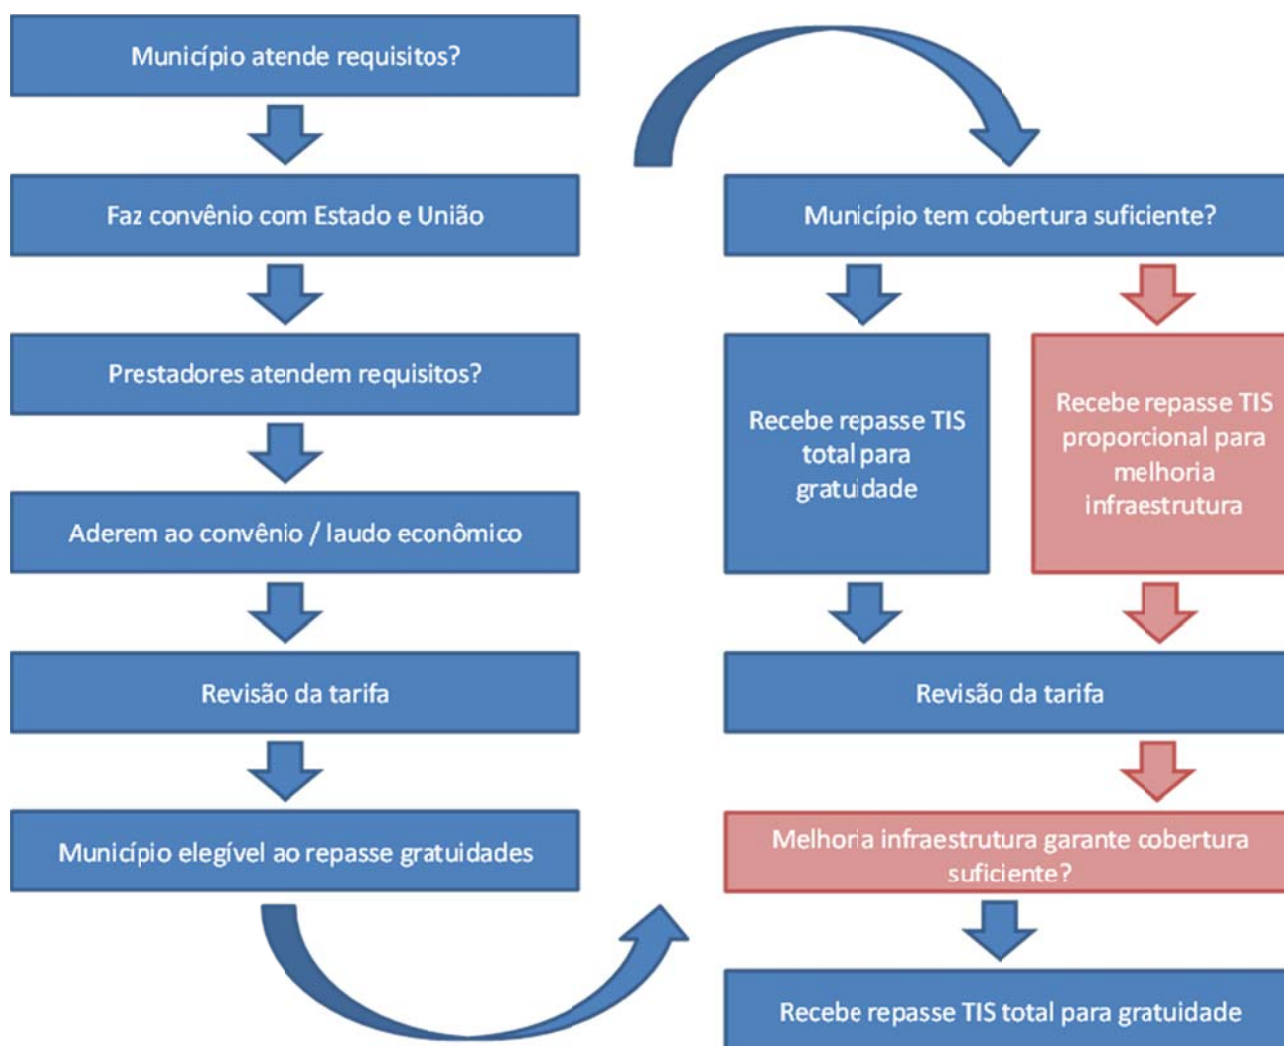 Município atende requisitos?
Faz convênio com Estado e União
Prestadores atendem requisitos?
Aderem ao convênio / laudo econômico
Revisão da tarifa
Município elegível ao repasse gratuidades
Município tem cobertura suficiente?
Recebe repasse TIS
total para
gratuidade
Recebe repasse TIS
proporcional para
melhoria
infraestrutura
Revisão da tarifa
Melhoria infraestrutura garante cobertura
suficiente?
Recebe repasse TIS total para gratuidade